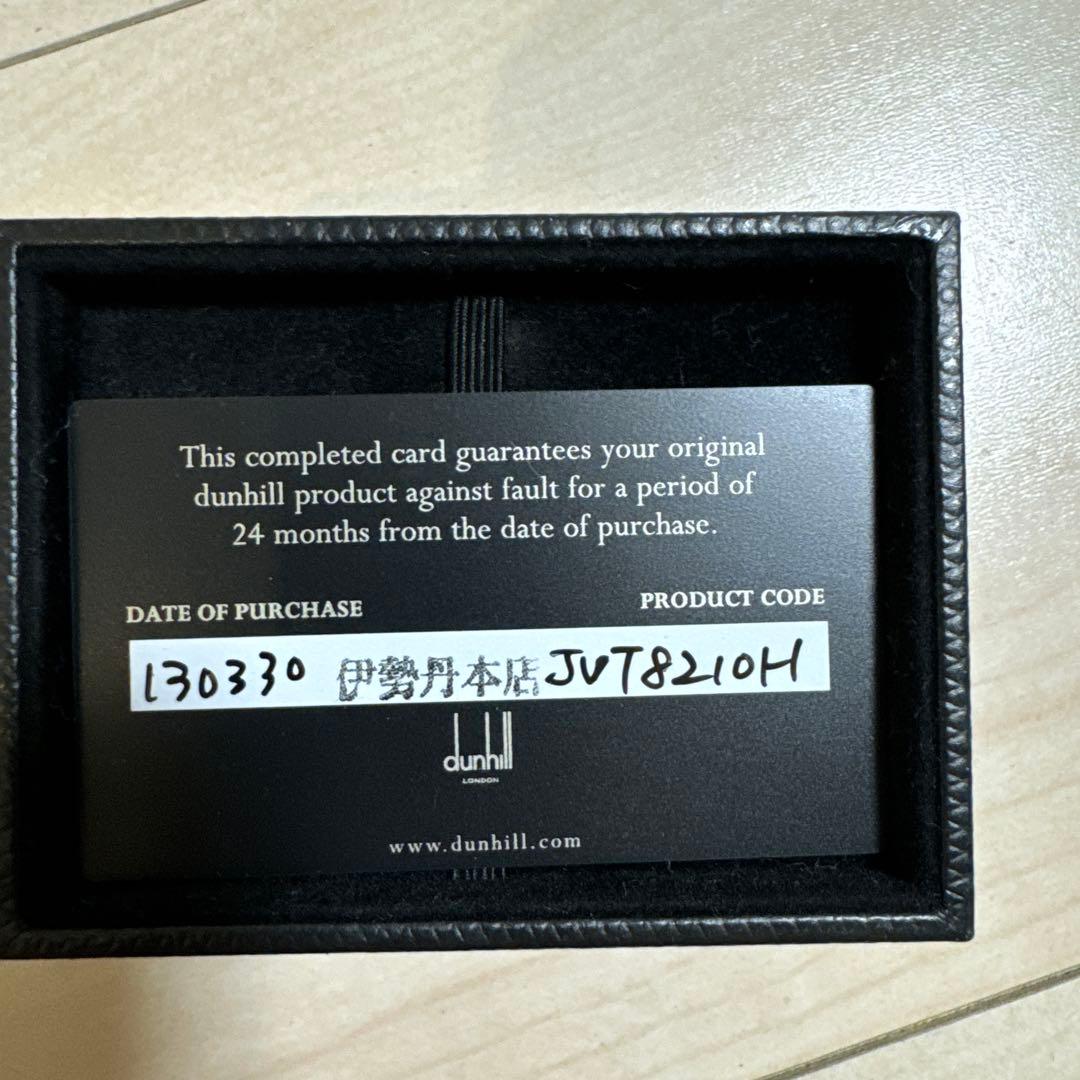 This completed card guarantees your original
dunhill product against fault for a period of
24 months from the date of purchase.
DATE OF PURCHASE PRODUCT CODE
130330 伊勢丹本店 JVT8210H
dunhill
LONDON
www.dunhill.com